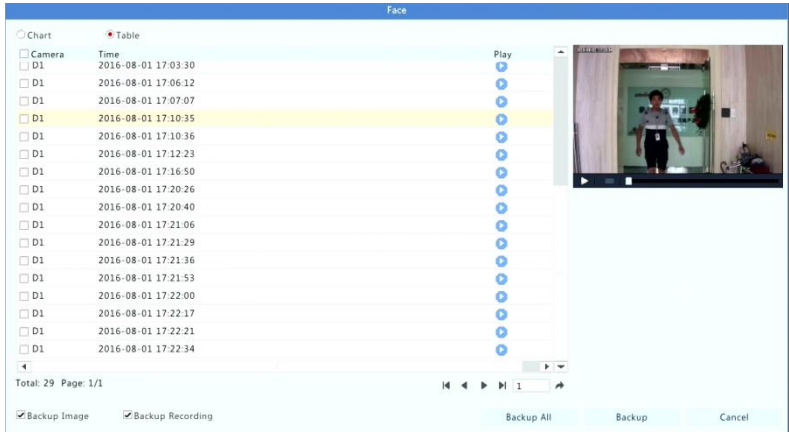 Face
Chart Table
Camera Time Play
D1 2016-08-01 17:03:30
D1 2016-08-01 17:06:12
D1 2016-08-01 17:07:07
D1 2016-08-01 17:10:35
D1 2016-08-01 17:10:36
D1 2016-08-01 17:12:23
D1 2016-08-01 17:16:50
D1 2016-08-01 17:20:26
D1 2016-08-01 17:20:40
D1 2016-08-01 17:21:06
D1 2016-08-01 17:21:29
D1 2016-08-01 17:21:36
D1 2016-08-01 17:21:53
D1 2016-08-01 17:22:00
D1 2016-08-01 17:22:17
D1 2016-08-01 17:22:21
D1 2016-08-01 17:22:34
Total: 29 Page: 1/1 1
Backup Image Backup Recording Backup All Backup Cancel